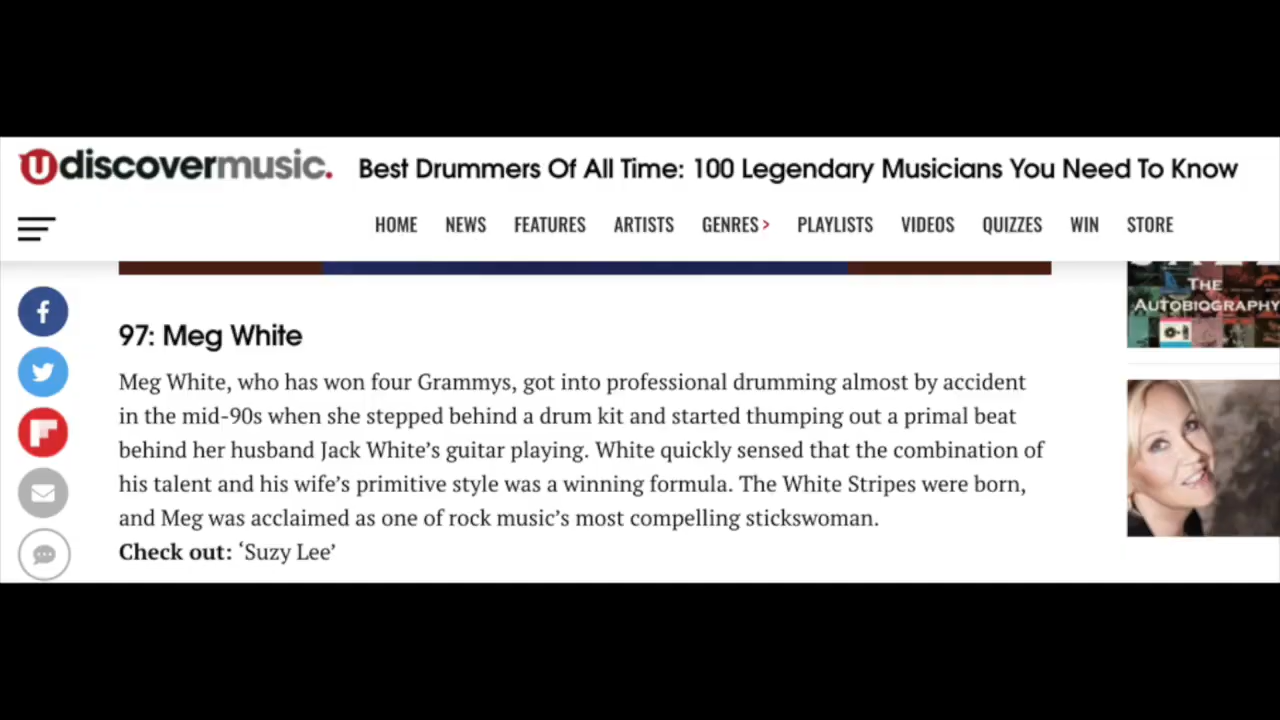 udiscovermusic.
Best Drummers Of All Time: 100 Legendary Musicians You Need To Know
HOME NEWS FEATURES ARTISTS GENRES > PLAYLISTS VIDEOS QUIZZES WIN STORE
THE
AUTOBIOGRAPHY
97: Meg White
Meg White, who has won four Grammys, got into professional drumming almost by accident
in the mid-90s when she stepped behind a drum kit and started thumping out a primal beat
behind her husband Jack White’s guitar playing. White quickly sensed that the combination of
his talent and his wife’s primitive style was a winning formula. The White Stripes were born,
and Meg was acclaimed as one of rock music’s most compelling stickswoman.
Check out: ‘Suzy Lee’